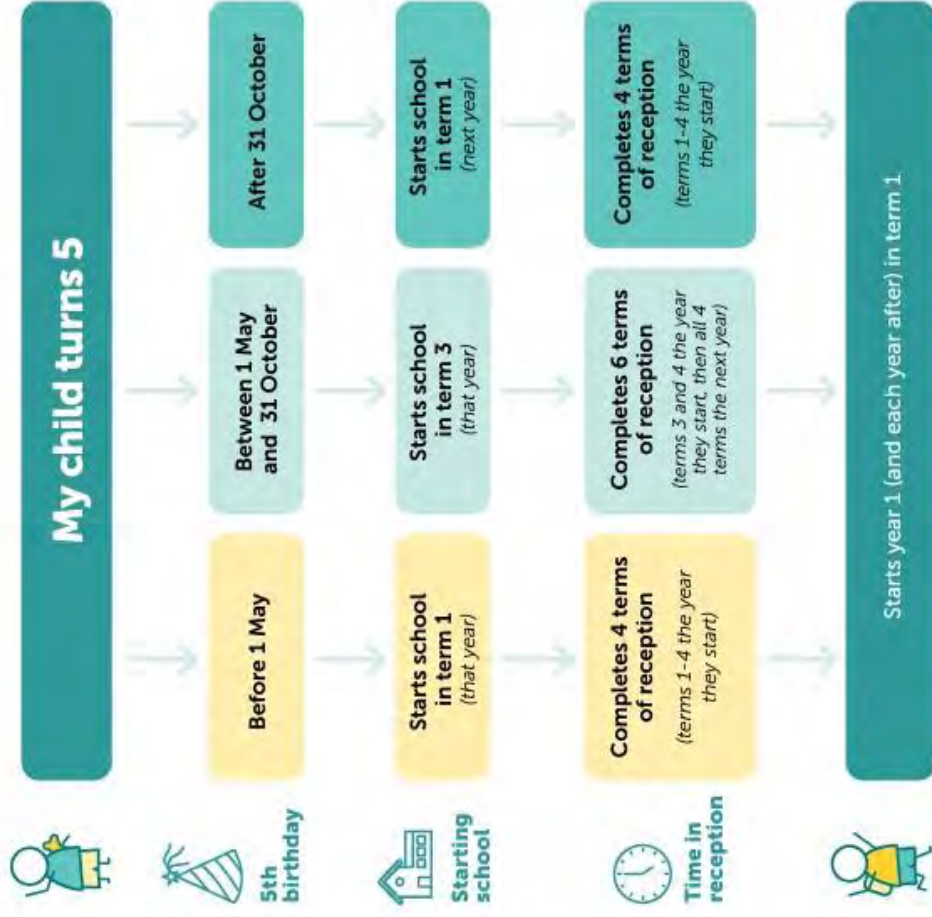 My child turns 5
5th
birthday
Before 1 May
Between 1 May
and 31 October
After 31 October
Starting
school
Starts school
in term 1
(that year)
Starts school
in term 3
(that year)
Starts school
in term 1
(next year)
Time in
reception
Completes 4 terms
of reception
(terms 1-4 the year
they start)
Completes 6 terms
of reception
(terms 3 and 4 the year
they start, then all 4
terms the next year)
Completes 4 terms
of reception
(terms 1-4 the year
they start)
Starts year 1 (and each year after) in term 1